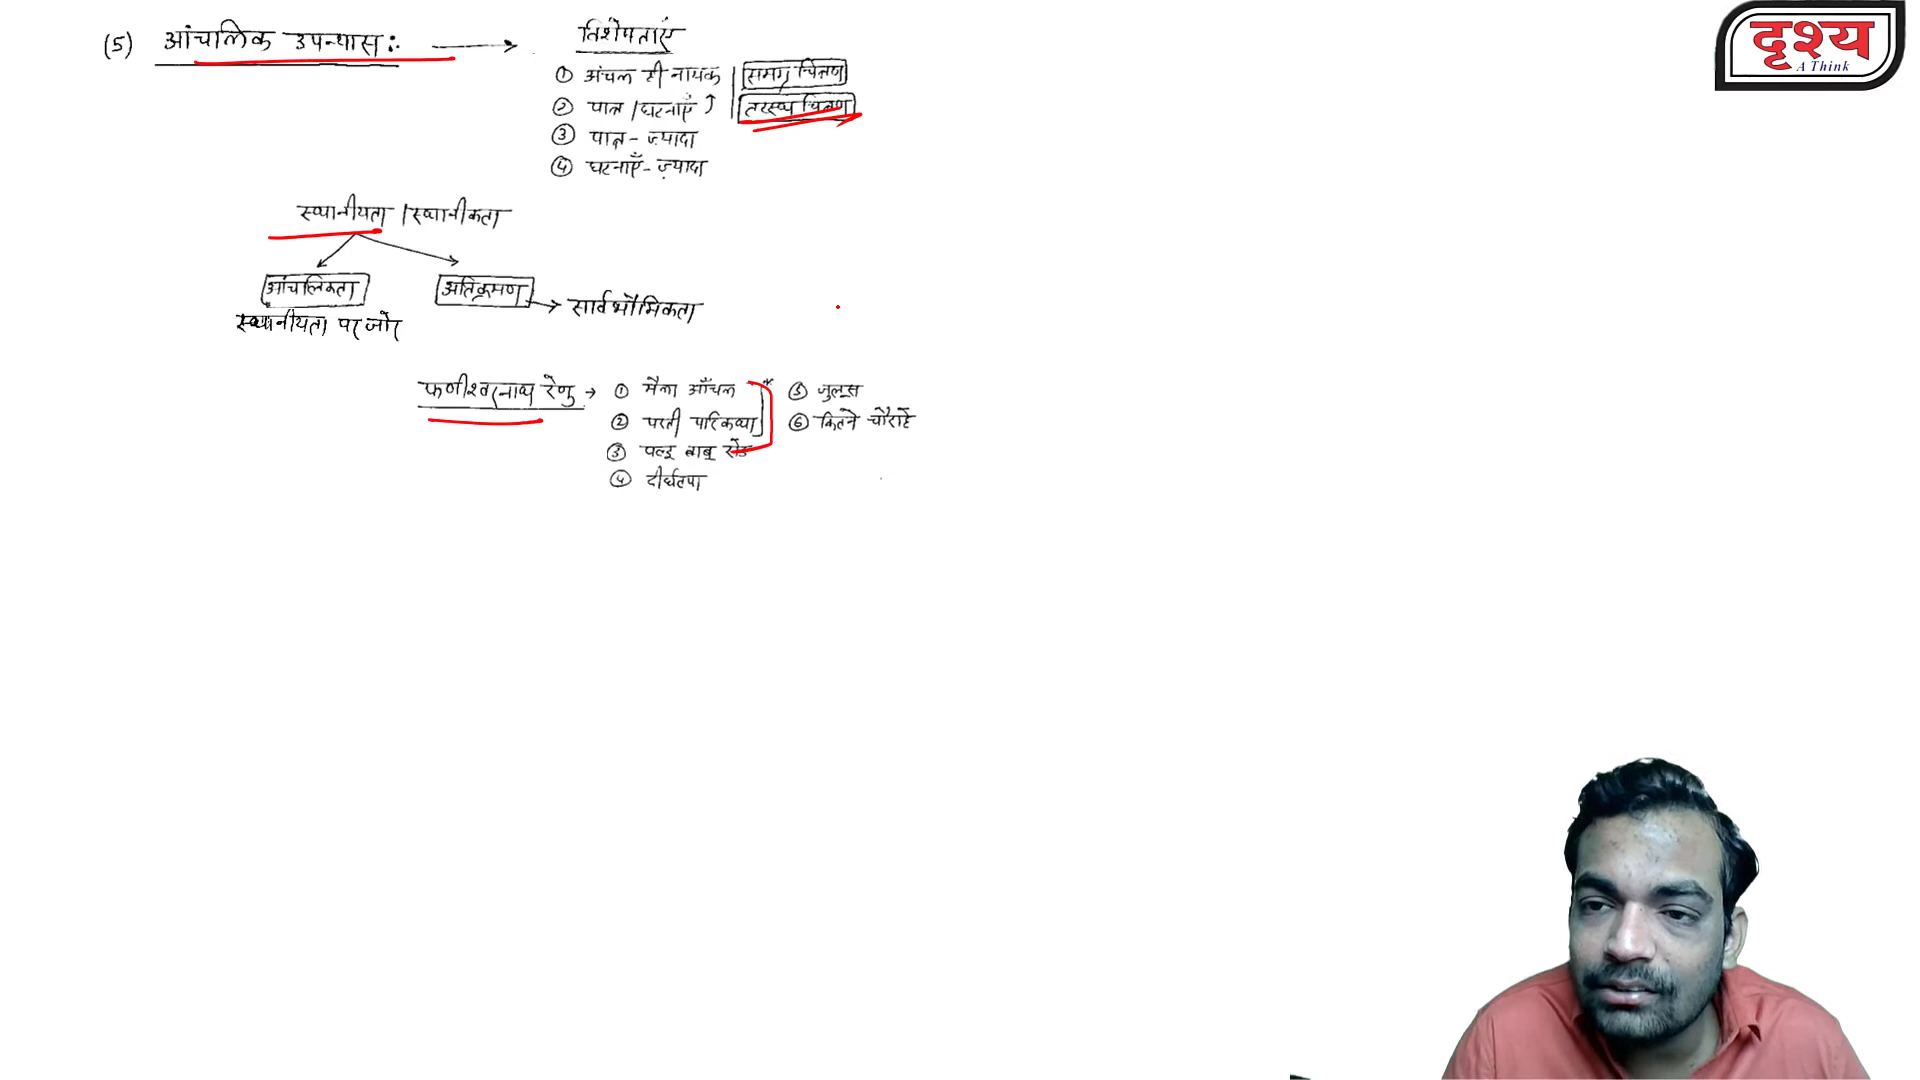 (5) आंचलिक उपन्यास :- → विशेषताएं
① अंचल ही नायक | समग्र चित्रण
② पात्र / घटनाएँ ↑ | तटस्थ चित्रण
③ पात्र - ज़्यादा
④ घटनाएँ - ज़्यादा
स्थानीयता / स्थानीकता
आंचलिकता अतिक्रमण → सार्वभौमिकता
स्थानीयता पर जोर
फणीश्वरनाथ रेणु → ① मैला आँचल ⑤ जुलूस
② परती परिकथा ⑥ कितने चौराहे
③ पल्टू बाबू रोड
④ दीर्घतपा
दृश्य
A Think